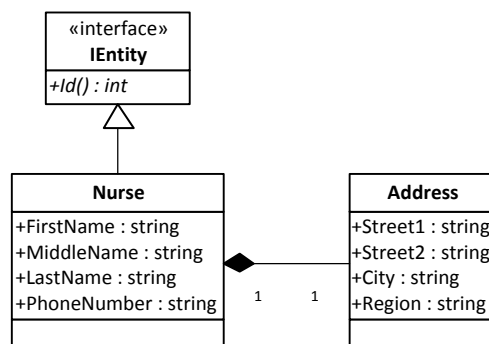 «interface»
IEntity
+Id() : int
Nurse
+FirstName : string
+MiddleName : string
+LastName : string
+PhoneNumber : string
1
1
Address
+Street1 : string
+Street2 : string
+City : string
+Region : string